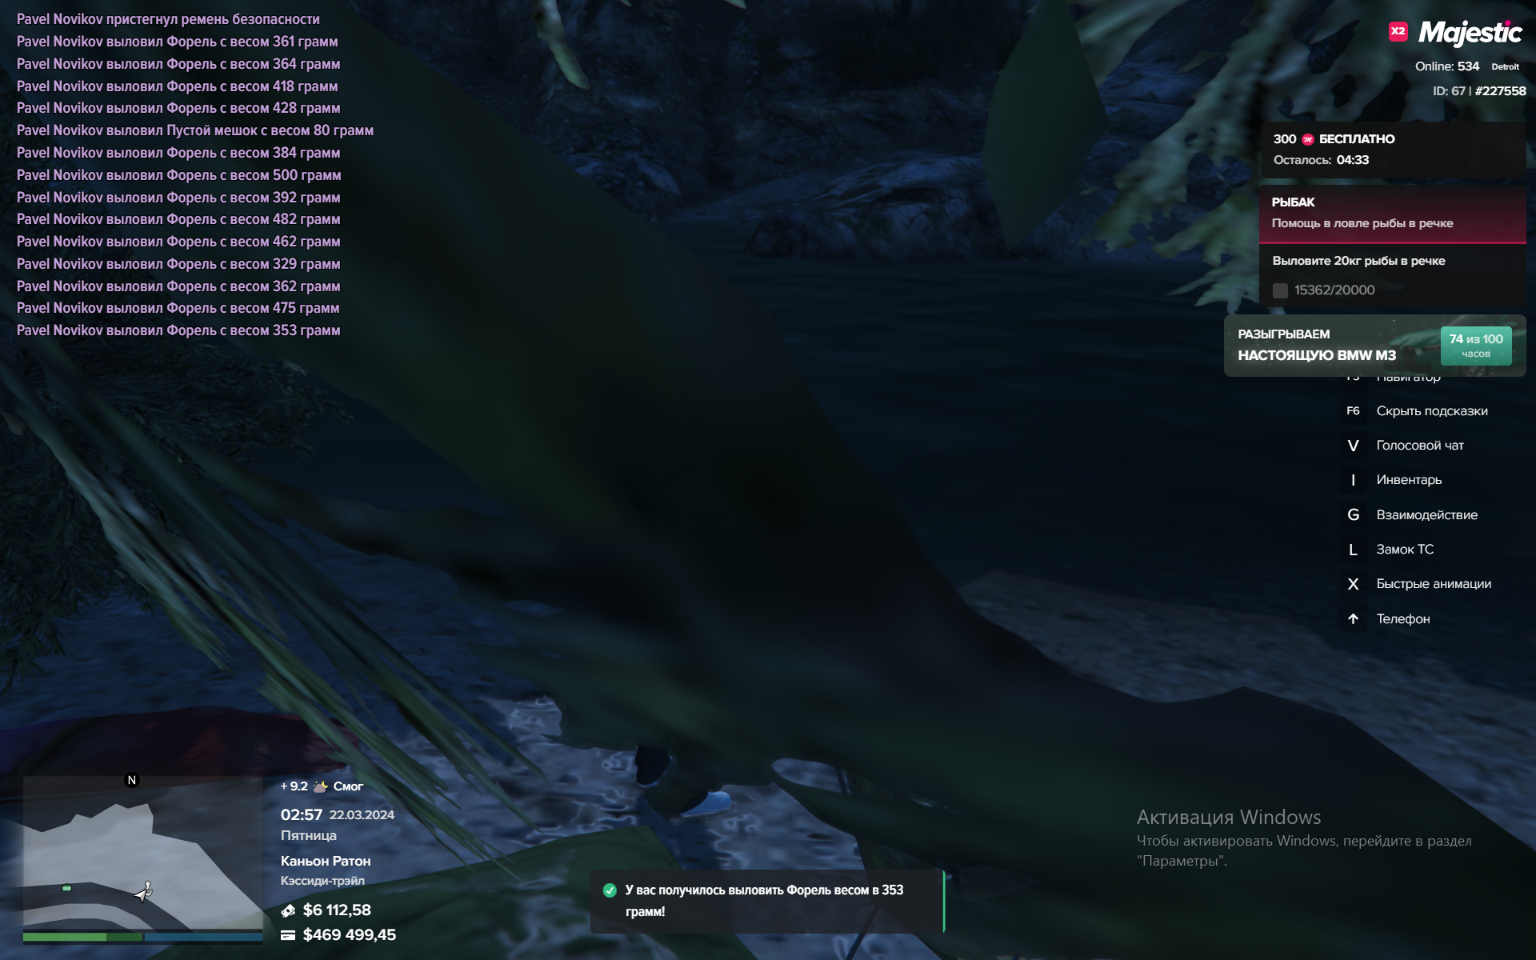 Pavel Novikov пристегнул ремень безопасности
Pavel Novikov выловил Форель с весом 361 грамм
Pavel Novikov выловил Форель с весом 364 грамм
Pavel Novikov выловил Форель с весом 418 грамм
Pavel Novikov выловил Форель с весом 428 грамм
Pavel Novikov выловил Пустой мешок с весом 80 грамм
Pavel Novikov выловил Форель с весом 384 грамм
Pavel Novikov выловил Форель с весом 500 грамм
Pavel Novikov выловил Форель с весом 392 грамм
Pavel Novikov выловил Форель с весом 482 грамм
Pavel Novikov выловил Форель с весом 462 грамм
Pavel Novikov выловил Форель с весом 329 грамм
Pavel Novikov выловил Форель с весом 362 грамм
Pavel Novikov выловил Форель с весом 475 грамм
Pavel Novikov выловил Форель с весом 353 грамм
X2 Majestic
Online: 534 Detroit
ID: 67 | #227558
300 БЕСПЛАТНО
Осталось: 04:33
РЫБАК
Помощь в ловле рыбы в речке
Выловите 20кг рыбы в речке
15362/20000
РАЗЫГРЫВАЕМ
НАСТОЯЩУЮ BMW M3
74 из 100
часов
Навигатор
F6 Скрыть подсказки
V Голосовой чат
I Инвентарь
G Взаимодействие
L Замок ТС
X Быстрые анимации
Телефон
N
+ 9.2 Смог
02:57 22.03.2024
Пятница
Каньон Ратон
Кэссиди-трэйл
$6 112,58
$469 499,45
У вас получилось выловить Форель весом в 353
грамм!
Активация Windows
Чтобы активировать Windows, перейдите в раздел
"Параметры".